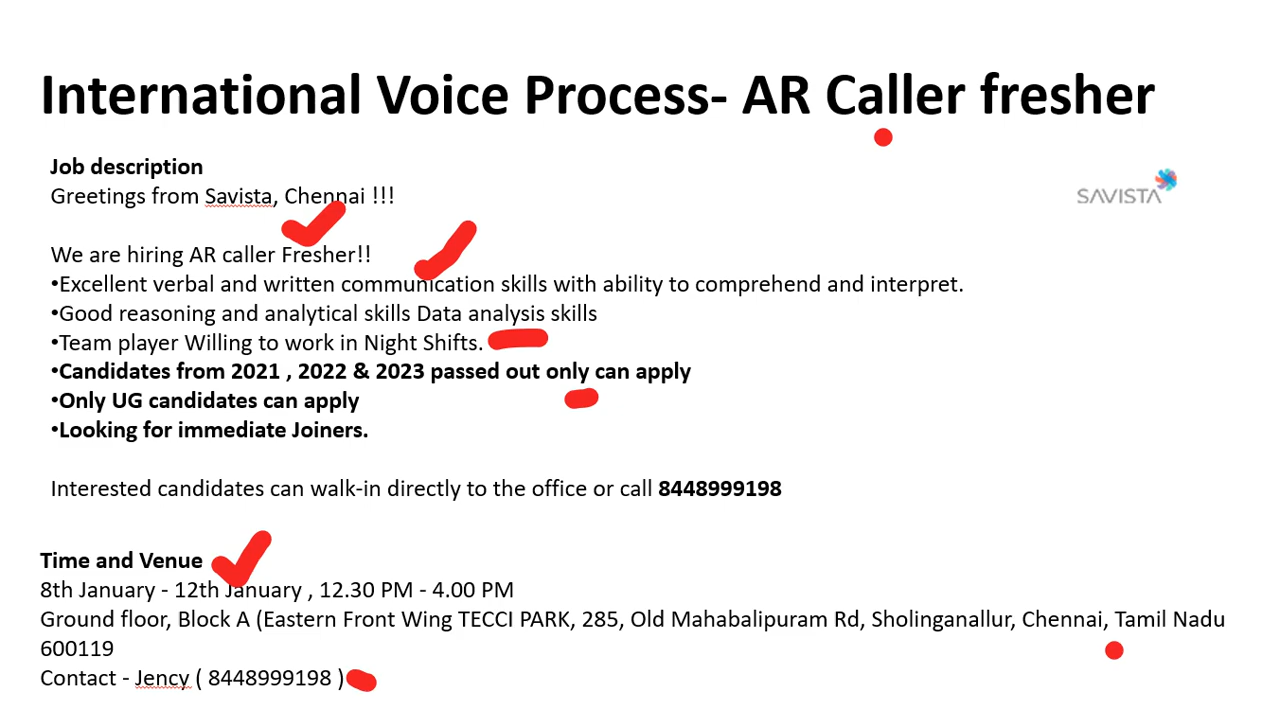 International Voice Process- AR Caller fresher
Job description
Greetings from Savista, Chennai !!!
SAVISTA
We are hiring AR caller Fresher!!
•Excellent verbal and written communication skills with ability to comprehend and interpret.
•Good reasoning and analytical skills Data analysis skills
•Team player Willing to work in Night Shifts.
•Candidates from 2021 , 2022 & 2023 passed out only can apply
•Only UG candidates can apply
•Looking for immediate Joiners.
Interested candidates can walk-in directly to the office or call 8448999198
Time and Venue
8th January - 12th January , 12.30 PM - 4.00 PM
Ground floor, Block A (Eastern Front Wing TECCI PARK, 285, Old Mahabalipuram Rd, Sholinganallur, Chennai, Tamil Nadu
600119
Contact - Jency ( 8448999198 )